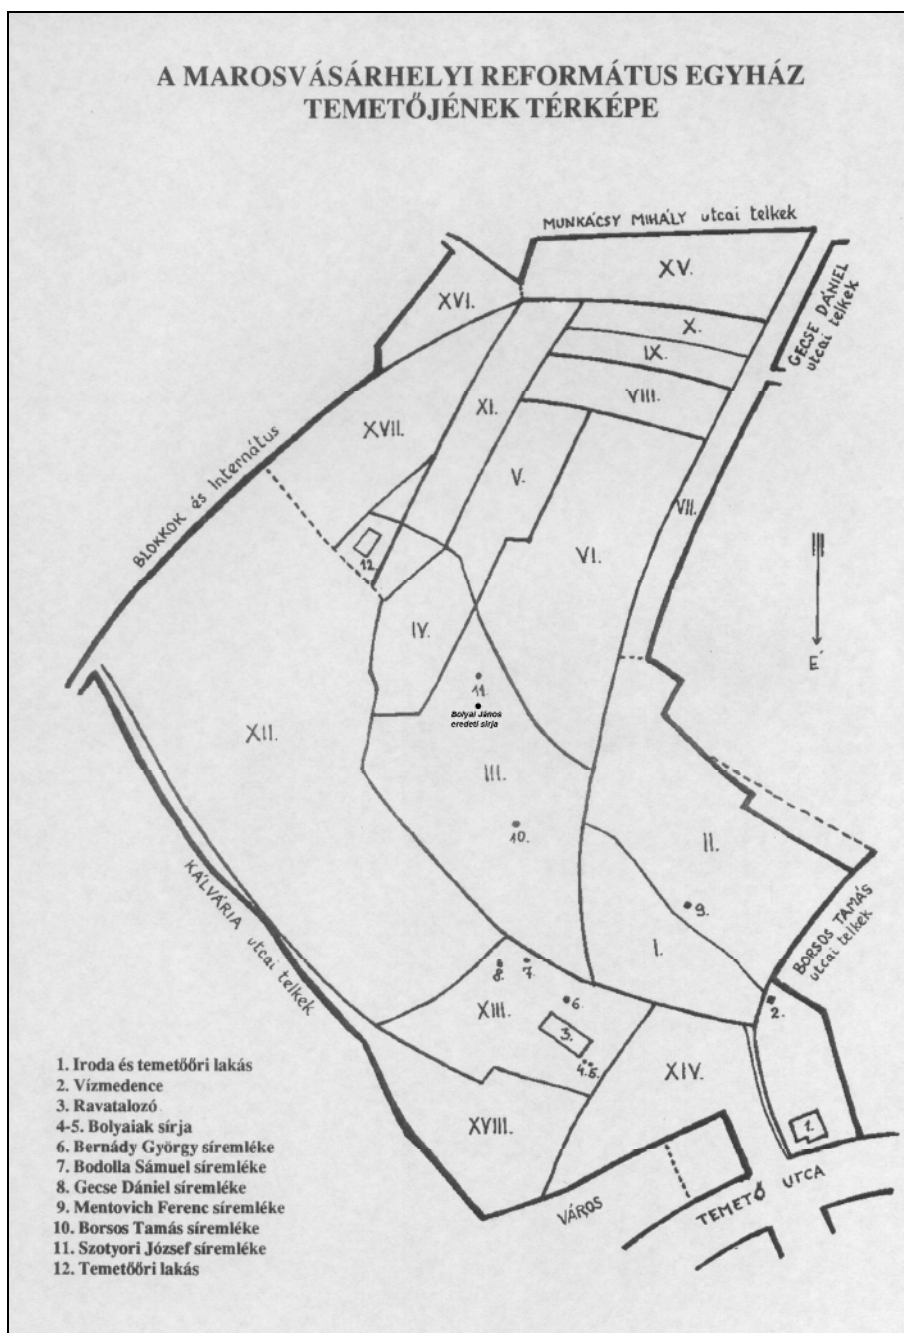 A MAROSVÁSÁRHELYI REFORMÁTUS EGYHÁZ
TEMETŐJÉNEK TÉRKÉPE
MUNKÁCSY MIHÁLY utcai telkek
XV.
XVI.
GECSE DÁNIEL
utcai telkek
X.
IX.
VIII.
XI.
XVII.
BLOKKOK és Internátus
V.
VII.
VI.
12.
IV.
É
11.
Bolyai János
eredeti sírja
XII.
III.
10.
II.
9.
KÁLVÁRIA utcai telkek
BORSOS TAMÁS
utcai telkek
I.
8.
7.
2.
6.
XIII.
3.
4.5.
XIV.
XVIII.
1.
VÁROS
TEMETŐ UTCA
1. Iroda és temetőőri lakás
2. Vízmedence
3. Ravatalozó
4-5. Bolyaiak sírja
6. Bernády György síremléke
7. Bodolla Sámuel síremléke
8. Gecse Dániel síremléke
9. Mentovich Ferenc síremléke
10. Borsos Tamás síremléke
11. Szotyori József síremléke
12. Temetőőri lakás